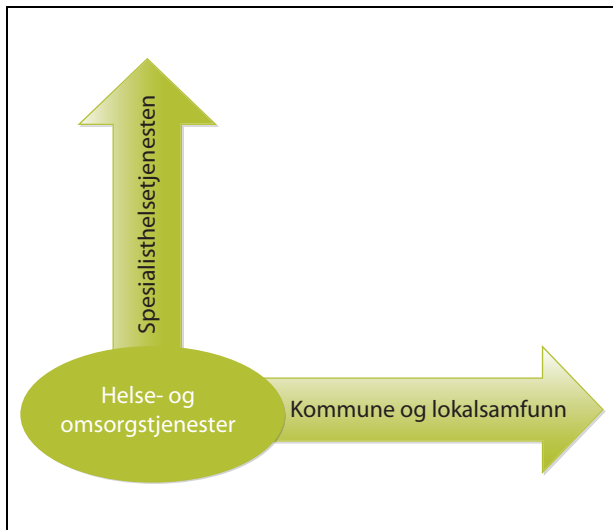 Spesialisthelsetjenesten
Helse- og
omsorgstjenester
Kommune og lokalsamfunn